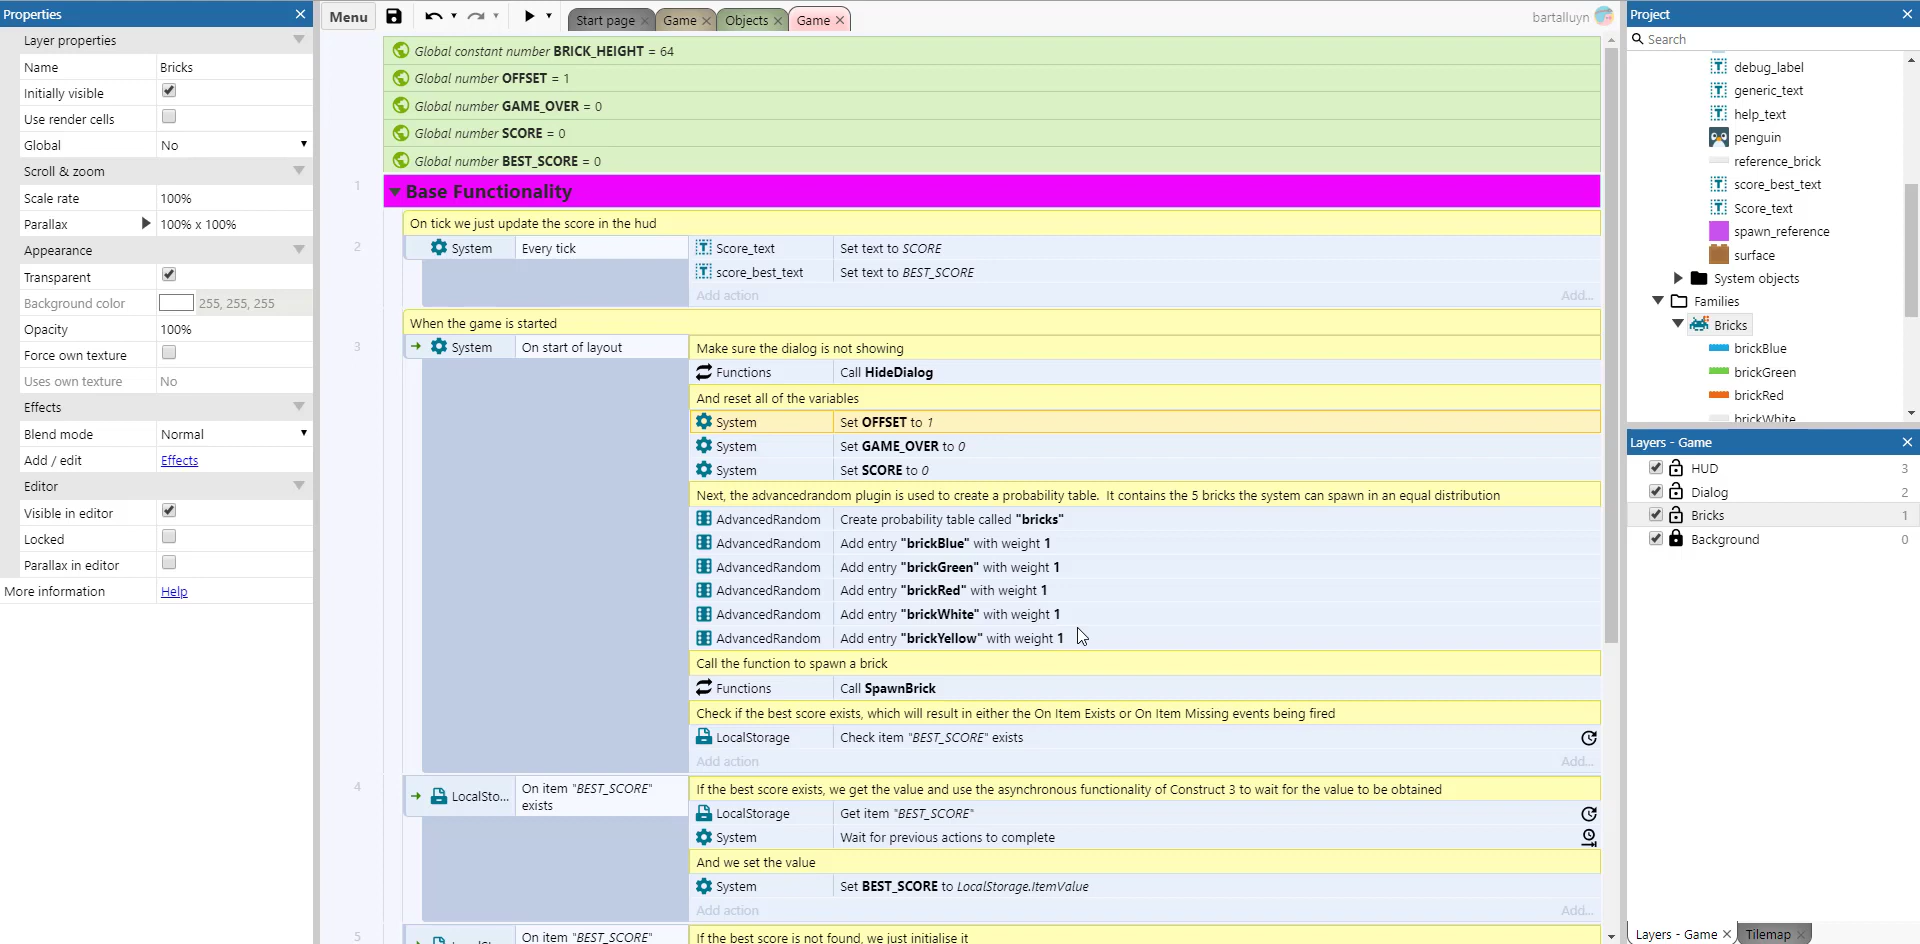 Properties
Layer properties
Name Bricks
Initially visible
Use render cells
Global No
Scroll & zoom
Scale rate 100%
Parallax 100% x 100%
Appearance
Transparent
Background color 255, 255, 255
Opacity 100%
Force own texture
Uses own texture No
Effects
Blend mode Normal
Add / edit Effects
Editor
Visible in editor
Locked
Parallax in editor
More information Help
Menu
Start page Game Objects Game
bartalluyn
Global constant number BRICK_HEIGHT = 64
Global number OFFSET = 1
Global number GAME_OVER = 0
Global number SCORE = 0
Global number BEST_SCORE = 0
1 Base Functionality
On tick we just update the score in the hud
2 System Every tick Score_text Set text to SCORE
score_best_text Set text to BEST_SCORE
Add action Add...
When the game is started
3 System On start of layout Make sure the dialog is not showing
Functions Call HideDialog
And reset all of the variables
System Set OFFSET to 1
System Set GAME_OVER to 0
System Set SCORE to 0
Next, the advancedrandom plugin is used to create a probability table. It contains the 5 bricks the system can spawn in an equal distribution
AdvancedRandom Create probability table called "bricks"
AdvancedRandom Add entry "brickBlue" with weight 1
AdvancedRandom Add entry "brickGreen" with weight 1
AdvancedRandom Add entry "brickRed" with weight 1
AdvancedRandom Add entry "brickWhite" with weight 1
AdvancedRandom Add entry "brickYellow" with weight 1
Call the function to spawn a brick
Functions Call SpawnBrick
Check if the best score exists, which will result in either the On Item Exists or On Item Missing events being fired
LocalStorage Check item "BEST_SCORE" exists
Add action Add...
4 LocalSto... On item "BEST_SCORE" exists If the best score exists, we get the value and use the asynchronous functionality of Construct 3 to wait for the value to be obtained
LocalStorage Get item "BEST_SCORE"
System Wait for previous actions to complete
And we set the value
System Set BEST_SCORE to LocalStorage.ItemValue
Add action Add...
5 On item "BEST_SCORE" If the best score is not found, we just initialise it
Project
Search
debug_label
generic_text
help_text
penguin
reference_brick
score_best_text
Score_text
spawn_reference
surface
System objects
Families
Bricks
brickBlue
brickGreen
brickRed
brickWhite
Layers - Game
HUD 3
Dialog 2
Bricks 1
Background 0
Layers - Game Tilemap